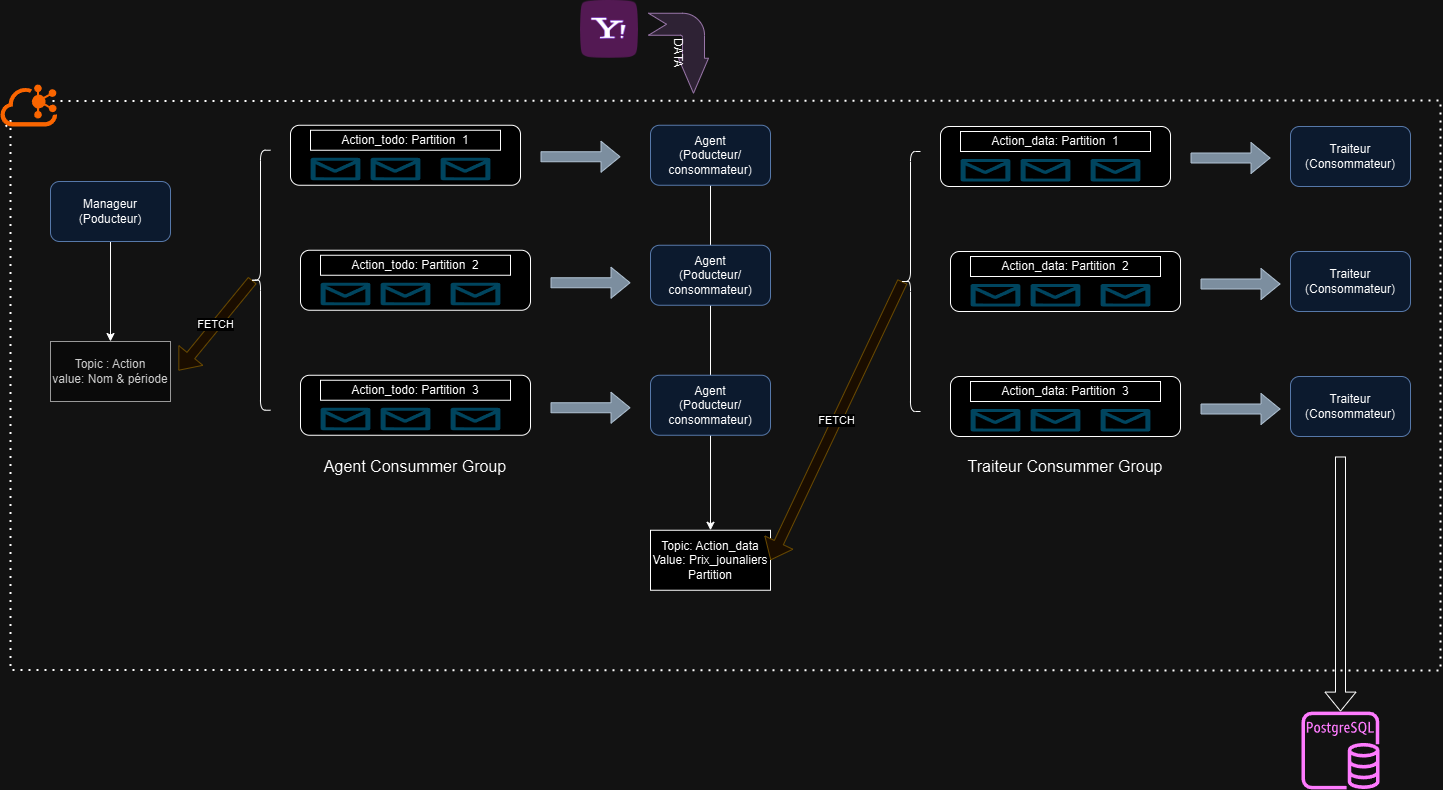 Y!
DATA
Manageur
(Poducteur)
Topic : Action
value: Nom & période
FETCH
Action_todo: Partition 1
Action_todo: Partition 2
Action_todo: Partition 3
Agent Consummer Group
Agent
(Poducteur/
consommateur)
Agent
(Poducteur/
consommateur)
Agent
(Poducteur/
consommateur)
Topic: Action_data
Value: Prix_jounaliers
Partition
FETCH
Action_data: Partition 1
Action_data: Partition 2
Action_data: Partition 3
Traiteur Consummer Group
Traiteur
(Consommateur)
Traiteur
(Consommateur)
Traiteur
(Consommateur)
PostgreSQL